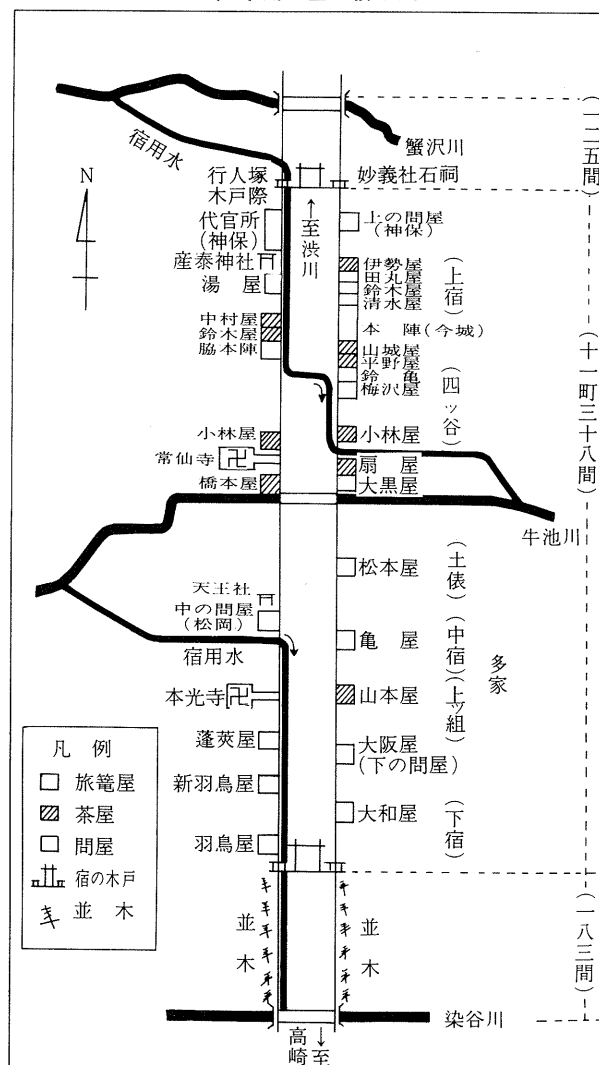 蟹沢川
宿用水
(一二五間)
N
行人塚
木戸際
妙義社石祠
代官所
(神保)
↑至渋川
上の問屋
(神保)
産泰神社
湯屋
伊勢屋
田丸屋
鈴木屋
清水屋
(上宿)
中村屋
鈴木屋
脇本陣
本陣(今城)
山城屋
平野屋
鈴亀
梅沢屋
(四ッ谷)
(十一町三十八間)
小林屋
小林屋
常仙寺
扇屋
橋本屋
大黒屋
牛池川
松本屋
(土俵)
天王社
中の問屋
(松岡)
亀屋
(中宿)
宿用水
多家
本光寺
山本屋
(上ッ組)
蓬莢屋
大阪屋
(下の問屋)
新羽鳥屋
大和屋
(下宿)
羽鳥屋
凡例
旅篭屋
茶屋
問屋
宿の木戸
並木
並木
並木
(一八三間)
染谷川
高崎
↓至